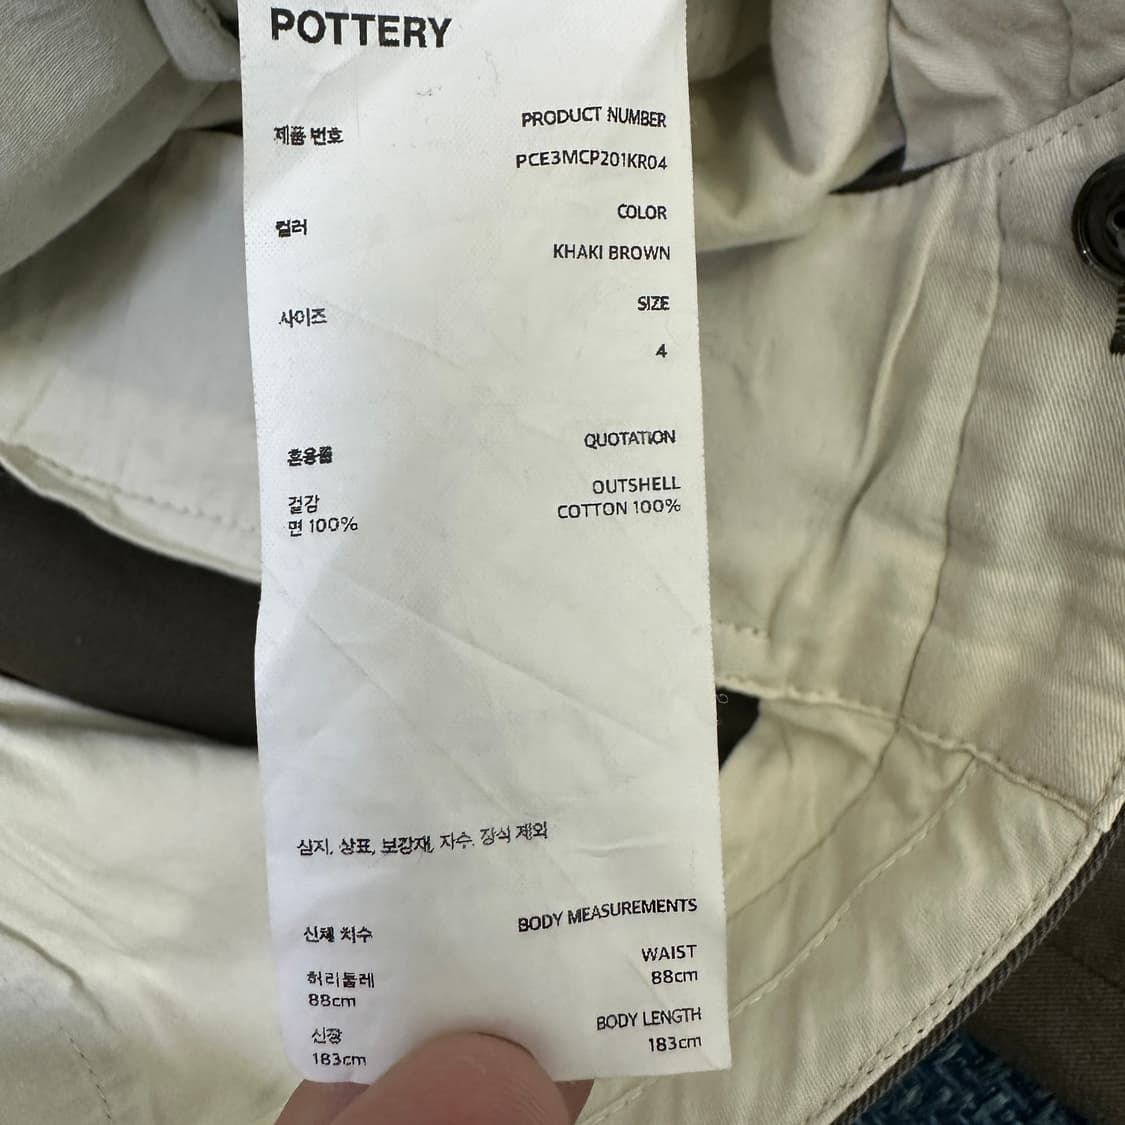 POTTERY
제품 번호
PRODUCT NUMBER
PCE3MCP201KR04
컬러
COLOR
KHAKI BROWN
사이즈
SIZE
4
혼용률
QUOTATION
겉감
면 100%
OUTSHELL
COTTON 100%
심지, 상표, 보강재, 자수, 장식 제외
신체 치수
BODY MEASUREMENTS
허리둘레
88cm
WAIST
88cm
신장
183cm
BODY LENGTH
183cm